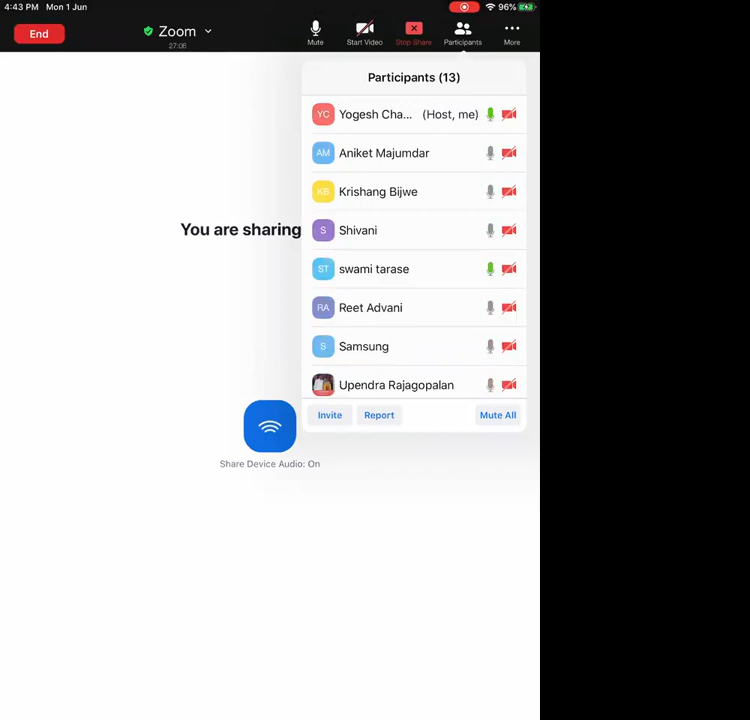 4:43 PM Mon 1 Jun 96%
End Zoom Mute Start Video Stop Share Participants More
27:06
Participants (13)
YC Yogesh Cha... (Host, me)
AM Aniket Majumdar
KB Krishang Bijwe
S Shivani
You are sharing
ST swami tarase
RA Reet Advani
S Samsung
Upendra Rajagopalan
Invite Report Mute All
Share Device Audio: On